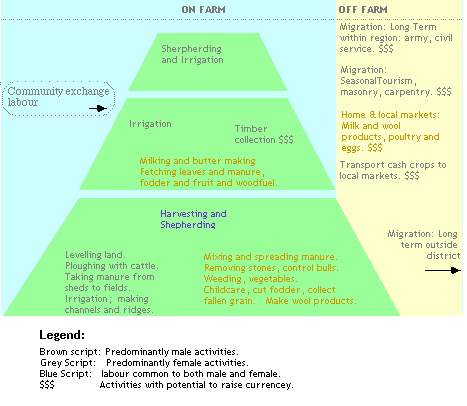 ON FARM
OFF FARM
Sherpherding
and Irrigation
Community exchange
labour
Irrigation
Timber
collection $$$
Milking and butter making
Fetching leaves and manure,
fodder and fruit and woodfuel.
Harvesting and
Shepherding
Levelling land.
Ploughing with cattle.
Taking manure from
sheds to fields.
Irrigation; making
channels and ridges.
Mixing and spreading manure.
Removing stones, control bulls.
Weeding, vegetables.
Childcare, cut fodder, collect
fallen grain. Make wool products.
Migration: Long Term
within region: army, civil
service. $$$
Migration:
SeasonalTourism,
masonry, carpentry. $$$
Home & local markets:
Milk and wool
products, poultry and
eggs. $$$
Transport cash crops to
local markets. $$$
Migration: Long
term outside
district
Legend:
Brown script: Predominantly male activities.
Grey Script: Predominantly female activities.
Blue Script: labour common to both male and female.
$$$ Activities with potential to raise currencey.